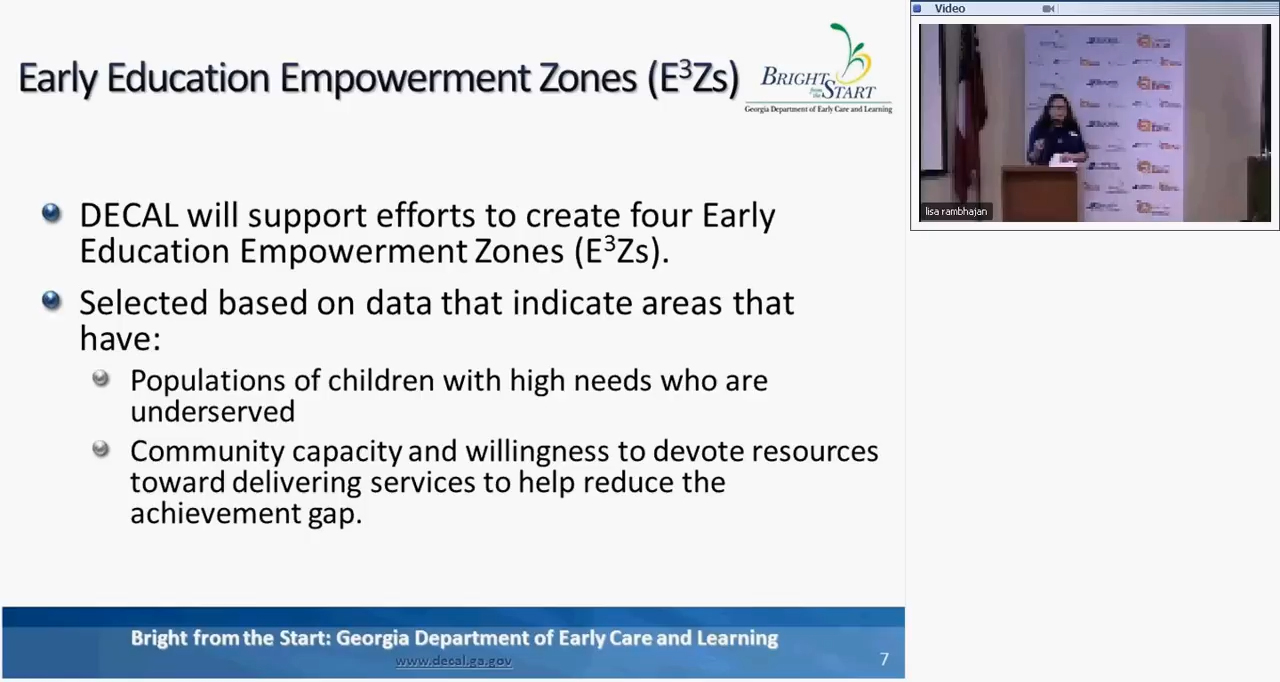 Early Education Empowerment Zones (E³Zs)
BRIGHT
from the
START
Georgia Department of Early Care and Learning
DECAL will support efforts to create four Early
Education Empowerment Zones (E³Zs).
Selected based on data that indicate areas that
have:
Populations of children with high needs who are
underserved
Community capacity and willingness to devote resources
toward delivering services to help reduce the
achievement gap.
Bright from the Start: Georgia Department of Early Care and Learning
www.decal.ga.gov
7
Video
lisa rambhajan